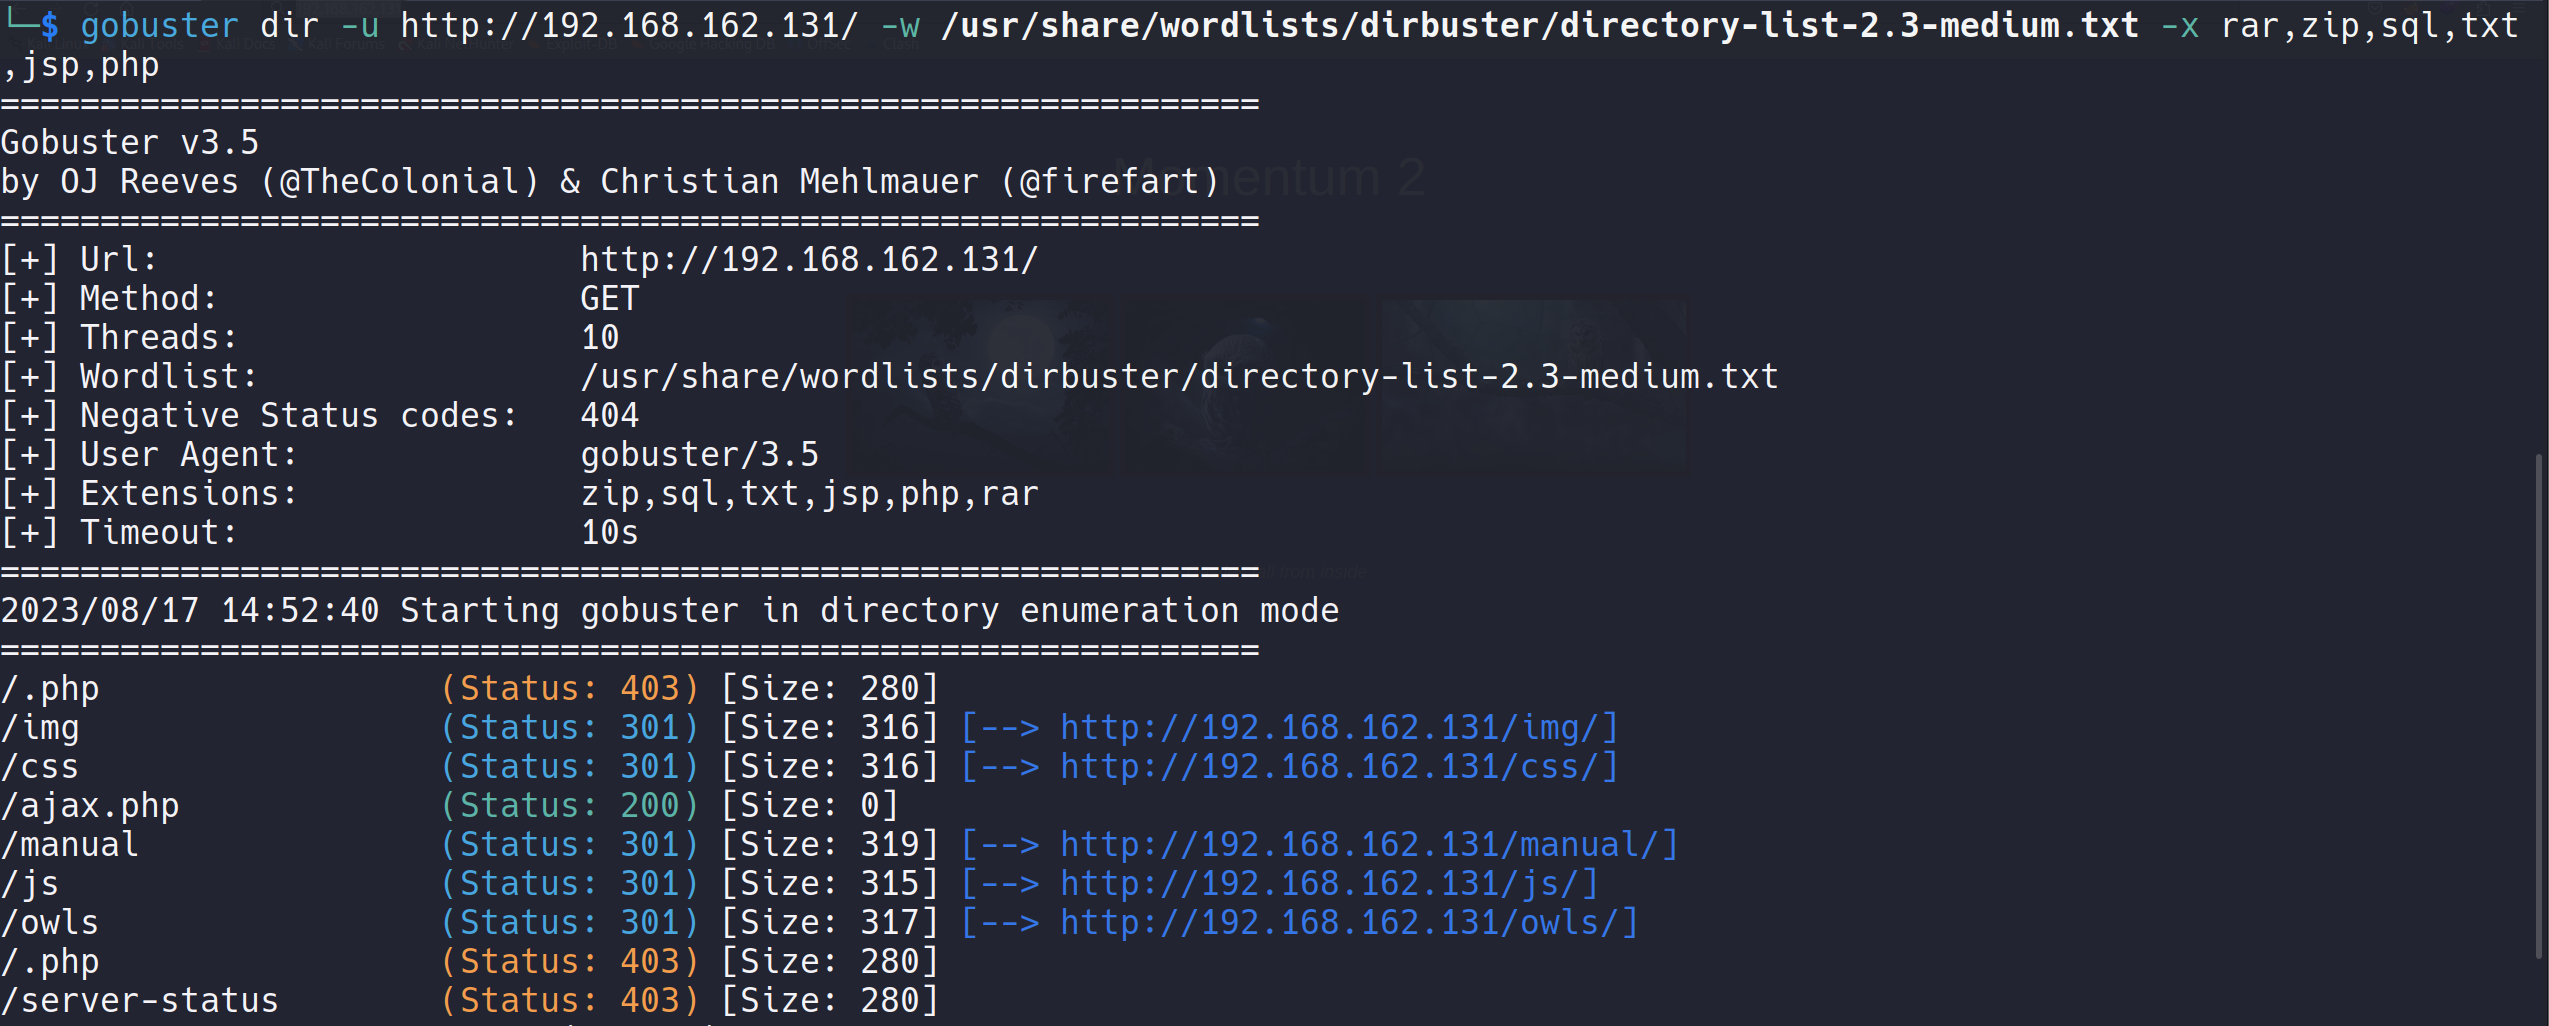 └─$ gobuster dir -u http://192.168.162.131/ -w /usr/share/wordlists/dirbuster/directory-list-2.3-medium.txt -x rar,zip,sql,txt
,jsp,php
===============================================================
Gobuster v3.5
by OJ Reeves (@TheColonial) & Christian Mehlmauer (@firefart)
Momentum 2
===============================================================
[+] Url:                     http://192.168.162.131/
[+] Method:                  GET
[+] Threads:                 10
[+] Wordlist:                /usr/share/wordlists/dirbuster/directory-list-2.3-medium.txt
[+] Negative Status codes:   404
[+] User Agent:              gobuster/3.5
[+] Extensions:              zip,sql,txt,jsp,php,rar
[+] Timeout:                 10s
===============================================================
from inside
2023/08/17 14:52:40 Starting gobuster in directory enumeration mode
===============================================================
/.php                 (Status: 403) [Size: 280]
/img                  (Status: 301) [Size: 316] [--> http://192.168.162.131/img/]
/css                  (Status: 301) [Size: 316] [--> http://192.168.162.131/css/]
/ajax.php             (Status: 200) [Size: 0]
/manual               (Status: 301) [Size: 319] [--> http://192.168.162.131/manual/]
/js                   (Status: 301) [Size: 315] [--> http://192.168.162.131/js/]
/owls                 (Status: 301) [Size: 317] [--> http://192.168.162.131/owls/]
/.php                 (Status: 403) [Size: 280]
/server-status        (Status: 403) [Size: 280]